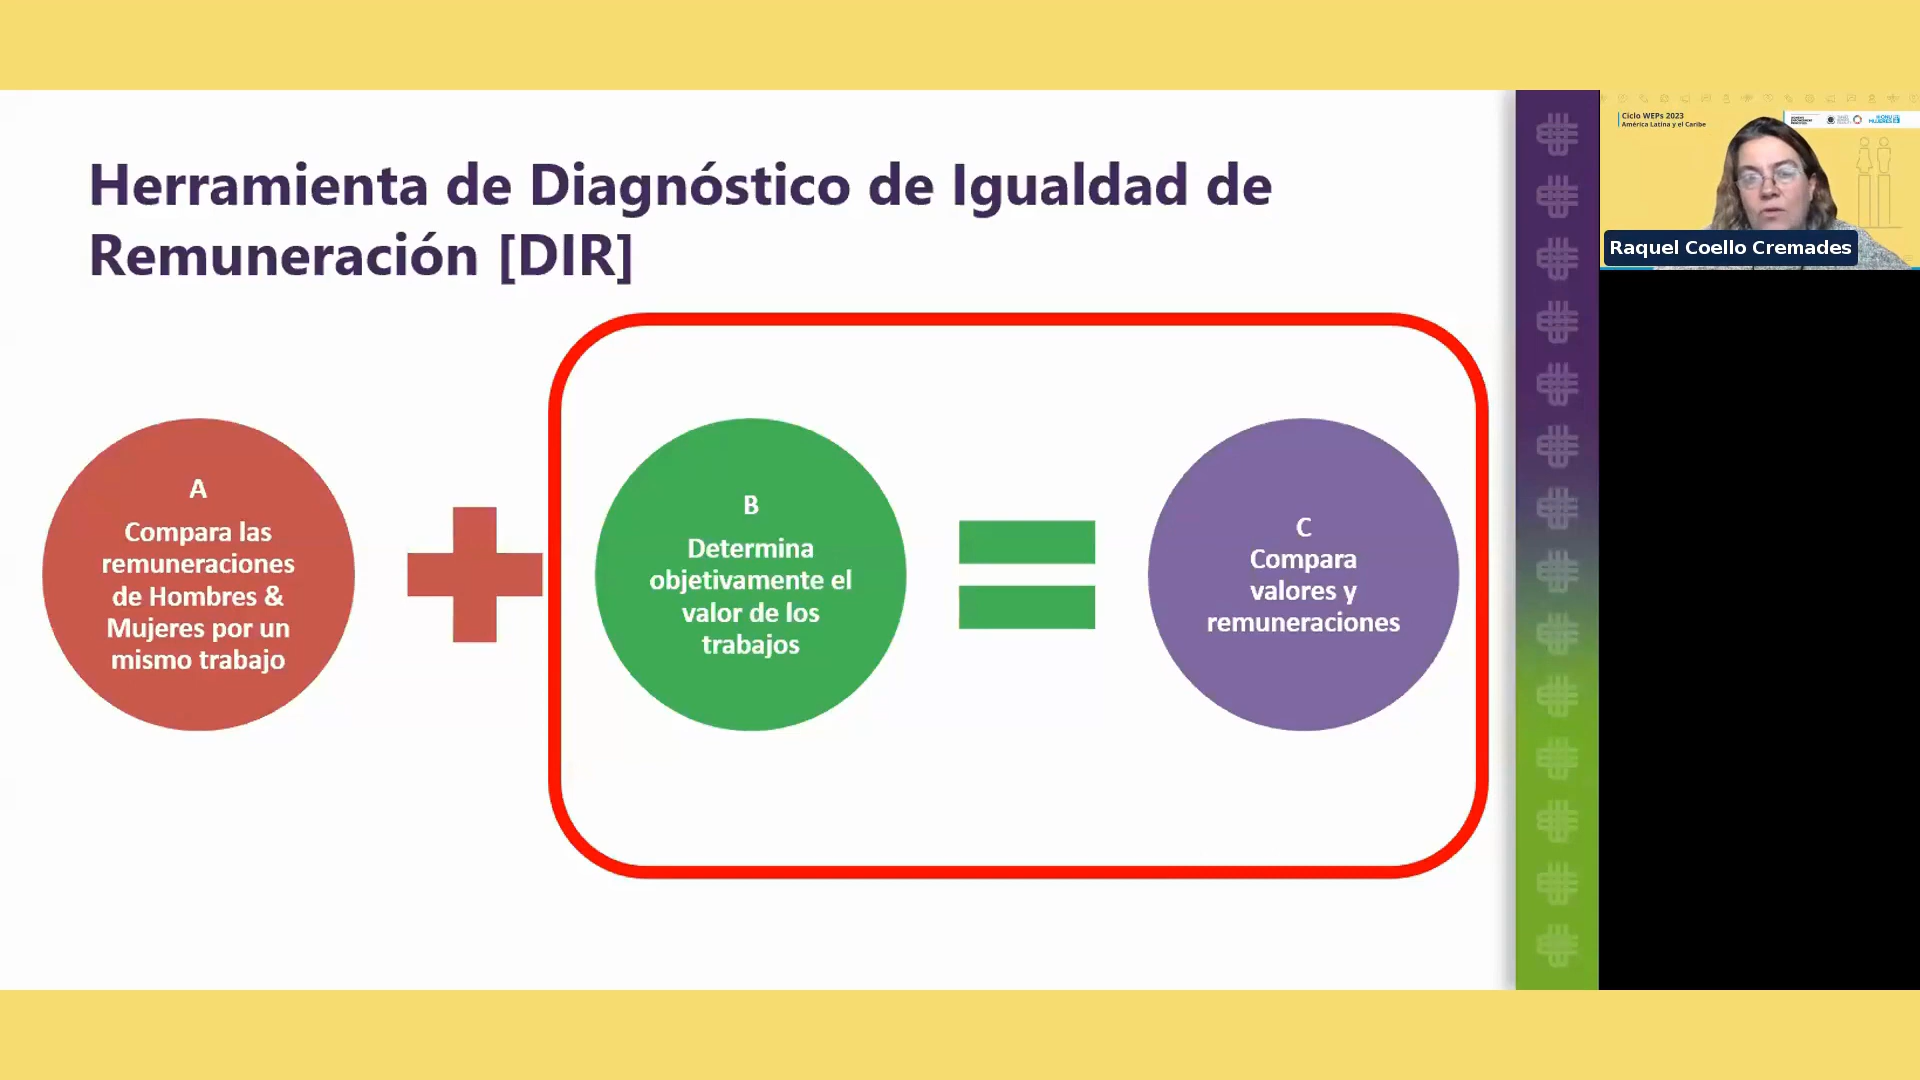 Herramienta de Diagnóstico de Igualdad de
Remuneración [DIR]
A
Compara las
remuneraciones
de Hombres &
Mujeres por un
mismo trabajo
B
Determina
objetivamente el
valor de los
trabajos
C
Compara
valores y
remuneraciones
Ciclo WEPs 2023
América Latina y el Caribe
Raquel Coello Cremades